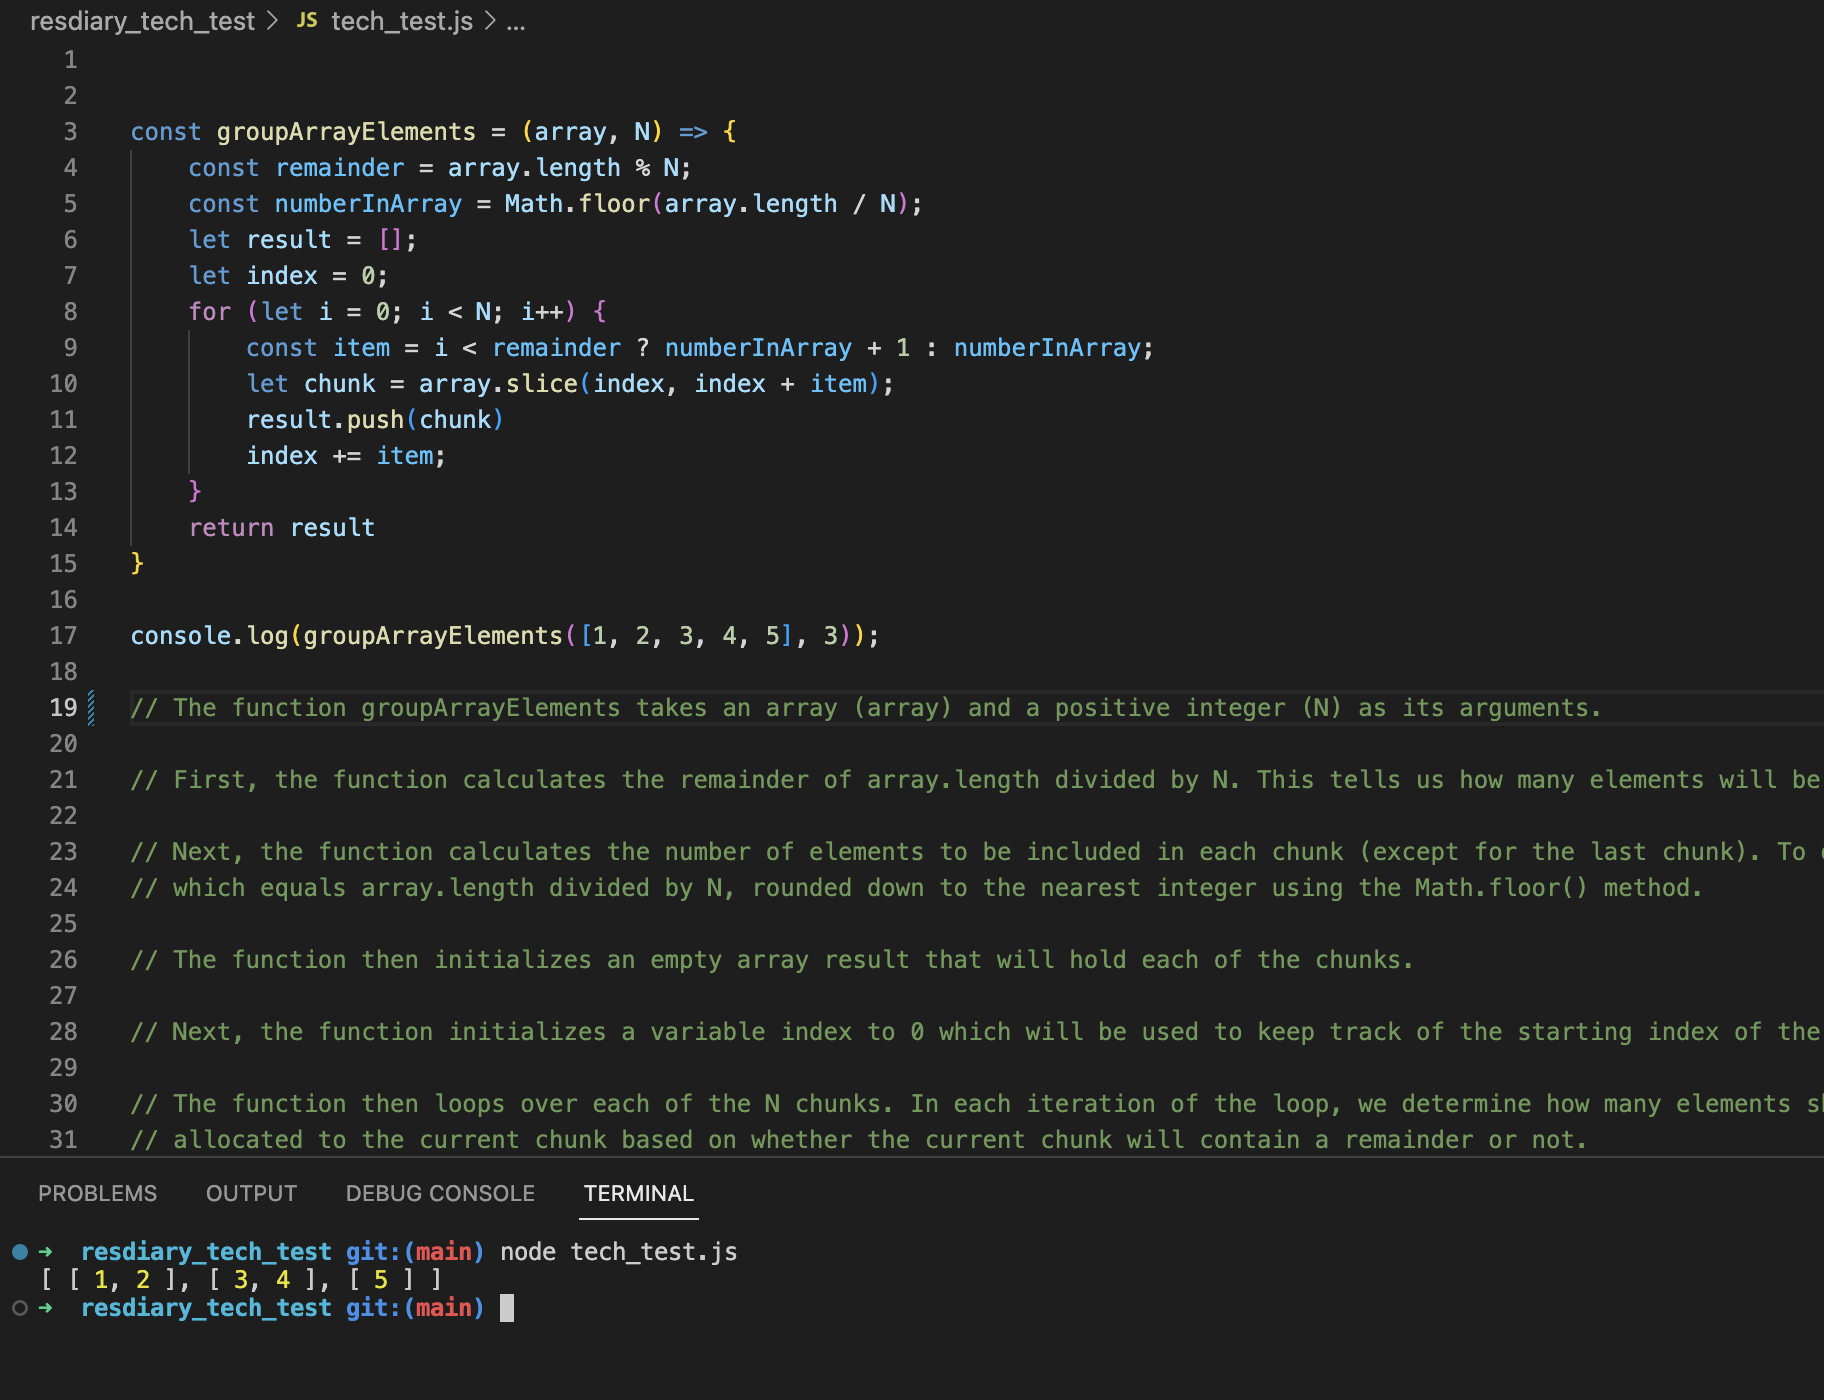 resdiary_tech_test > JS tech_test.js > ...
1
2
3 const groupArrayElements = (array, N) => {
4     const remainder = array.length % N;
5     const numberInArray = Math.floor(array.length / N);
6     let result = [];
7     let index = 0;
8     for (let i = 0; i < N; i++) {
9         const item = i < remainder ? numberInArray + 1 : numberInArray;
10         let chunk = array.slice(index, index + item);
11         result.push(chunk)
12         index += item;
13     }
14     return result
15 }
16
17 console.log(groupArrayElements([1, 2, 3, 4, 5], 3));
18
19 // The function groupArrayElements takes an array (array) and a positive integer (N) as its arguments.
20
21 // First, the function calculates the remainder of array.length divided by N. This tells us how many elements will be
22
23 // Next, the function calculates the number of elements to be included in each chunk (except for the last chunk). To
24 // which equals array.length divided by N, rounded down to the nearest integer using the Math.floor() method.
25
26 // The function then initializes an empty array result that will hold each of the chunks.
27
28 // Next, the function initializes a variable index to 0 which will be used to keep track of the starting index of the
29
30 // The function then loops over each of the N chunks. In each iteration of the loop, we determine how many elements
31 // allocated to the current chunk based on whether the current chunk will contain a remainder or not.
PROBLEMS OUTPUT DEBUG CONSOLE TERMINAL
➜ resdiary_tech_test git:(main) node tech_test.js
[ [ 1, 2 ], [ 3, 4 ], [ 5 ] ]
➜ resdiary_tech_test git:(main)